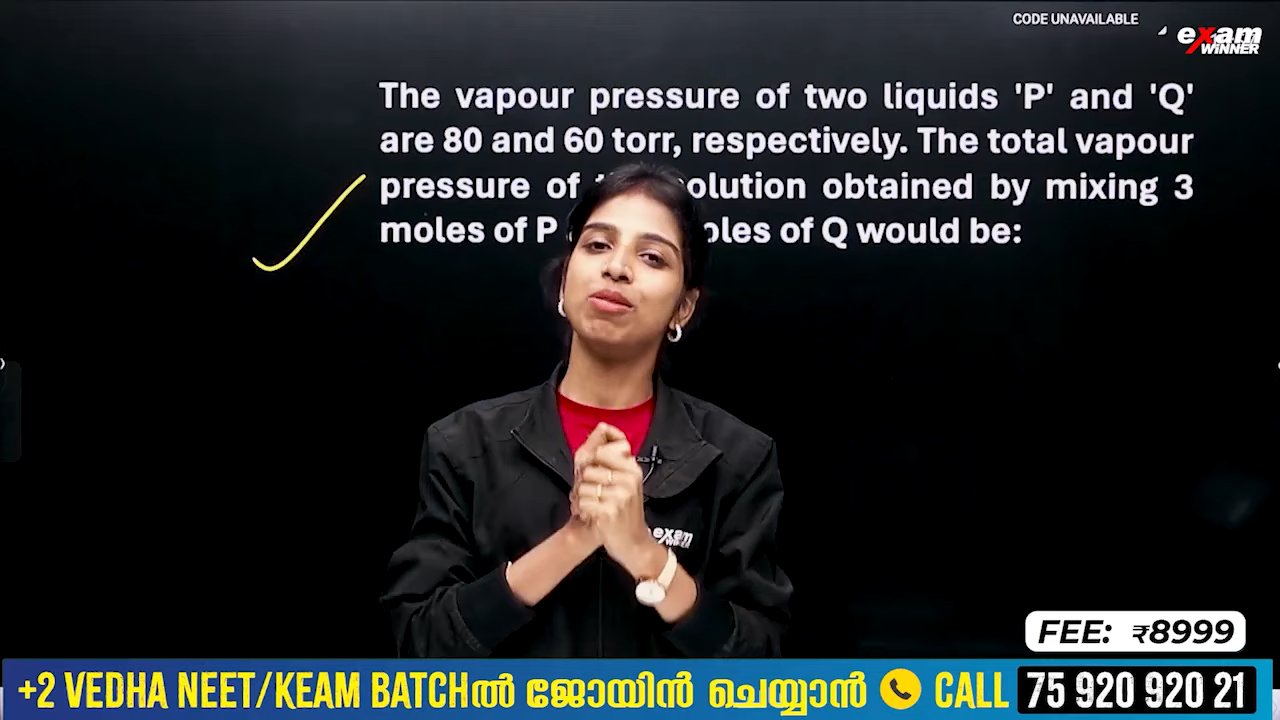 CODE UNAVAILABLE
exam
WINNER
The vapour pressure of two liquids 'P' and 'Q'
are 80 and 60 torr, respectively. The total vapour
pressure of solution obtained by mixing 3
moles of P of Q would be:
exam
WINNER
FEE: ₹8999
+2 VEDHA NEET/KEAM BATCHൽ ജോയിൻ ചെയ്യാൻ CALL 75 920 920 21